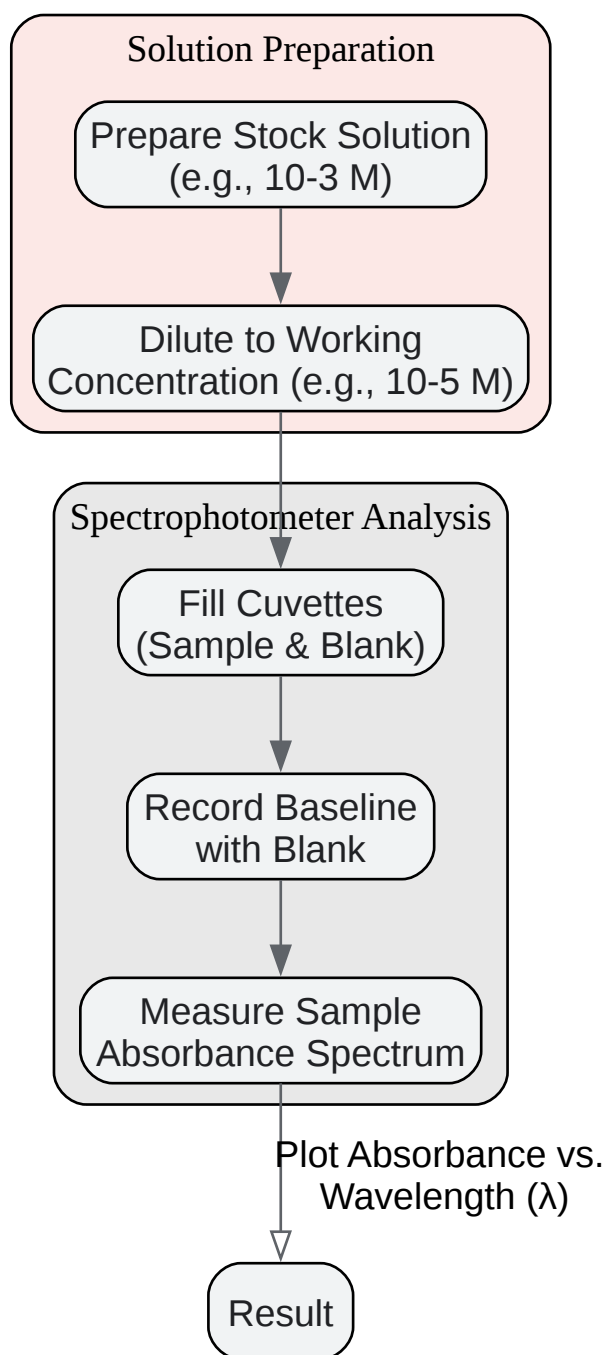 Solution Preparation
Prepare Stock Solution
(e.g., 10-3 M)
Dilute to Working
Concentration (e.g., 10-5 M)
Spectrophotometer Analysis
Fill Cuvettes
(Sample & Blank)
Record Baseline
with Blank
Measure Sample
Absorbance Spectrum
Plot Absorbance vs.
Wavelength (λ)
Result